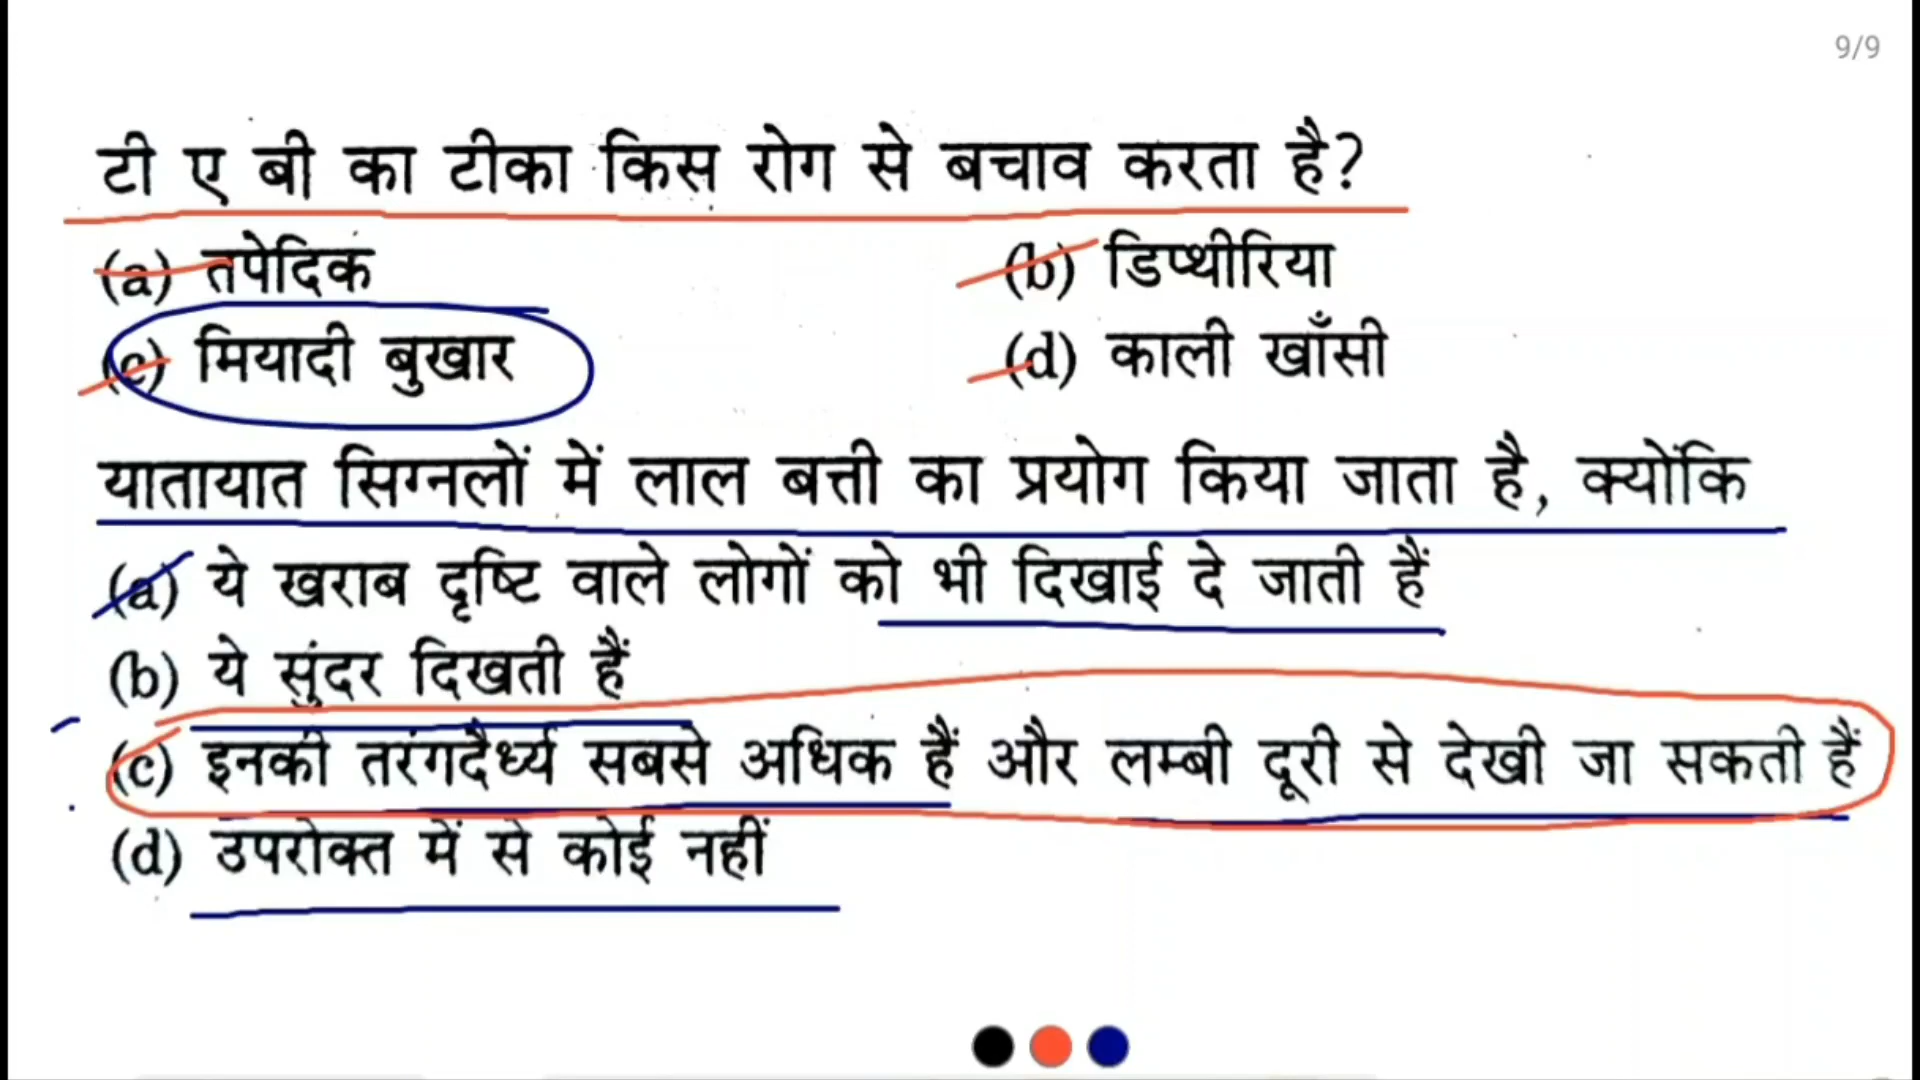 9/9
टी ए बी का टीका किस रोग से बचाव करता है?
(a) तपेदिक (b) डिप्थीरिया
(c) मियादी बुखार (d) काली खाँसी
यातायात सिग्नलों में लाल बत्ती का प्रयोग किया जाता है, क्योंकि
(a) ये खराब दृष्टि वाले लोगों को भी दिखाई दे जाती हैं
(b) ये सुंदर दिखती हैं
(c) इनकी तरंगदैर्ध्य सबसे अधिक हैं और लम्बी दूरी से देखी जा सकती हैं
(d) उपरोक्त में से कोई नहीं